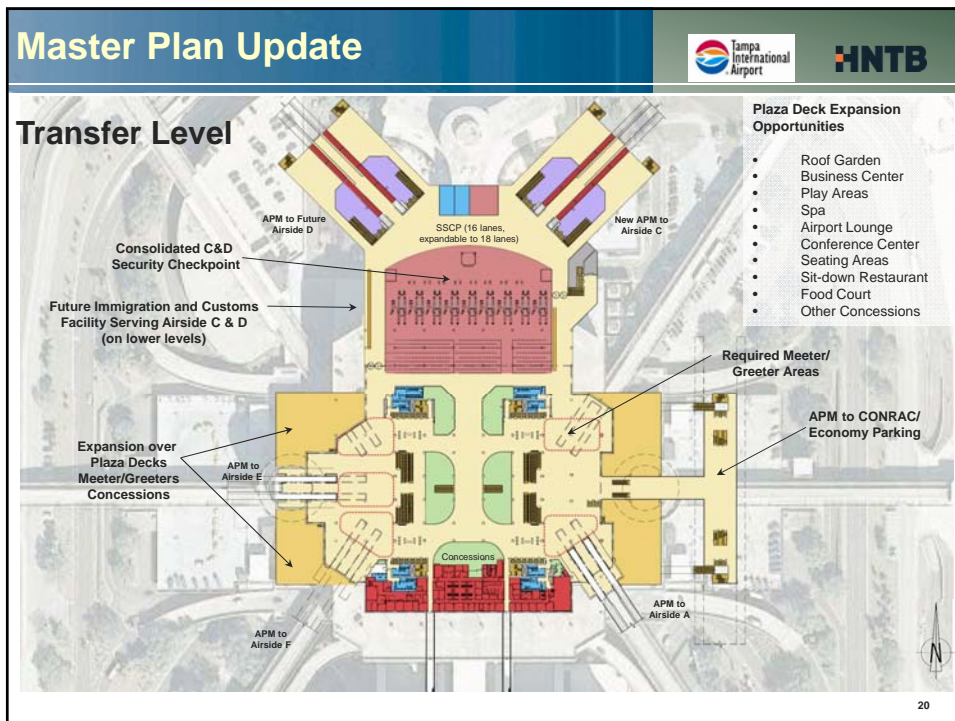 Master Plan Update
Tampa
International
Airport
HNTB
Transfer Level
Plaza Deck Expansion
Opportunities
• Roof Garden
• Business Center
• Play Areas
• Spa
• Airport Lounge
• Conference Center
• Seating Areas
• Sit-down Restaurant
• Food Court
• Other Concessions
APM to Future
Airside D
SSCP (16 lanes,
expandable to 18 lanes)
New APM to
Airside C
Consolidated C&D
Security Checkpoint
Future Immigration and Customs
Facility Serving Airside C & D
(on lower levels)
Required Meeter/
Greeter Areas
APM to CONRAC/
Economy Parking
Expansion over
Plaza Decks
Meeter/Greeters
Concessions
APM to
Airside E
Concessions
APM to
Airside F
APM to
Airside A
N
20